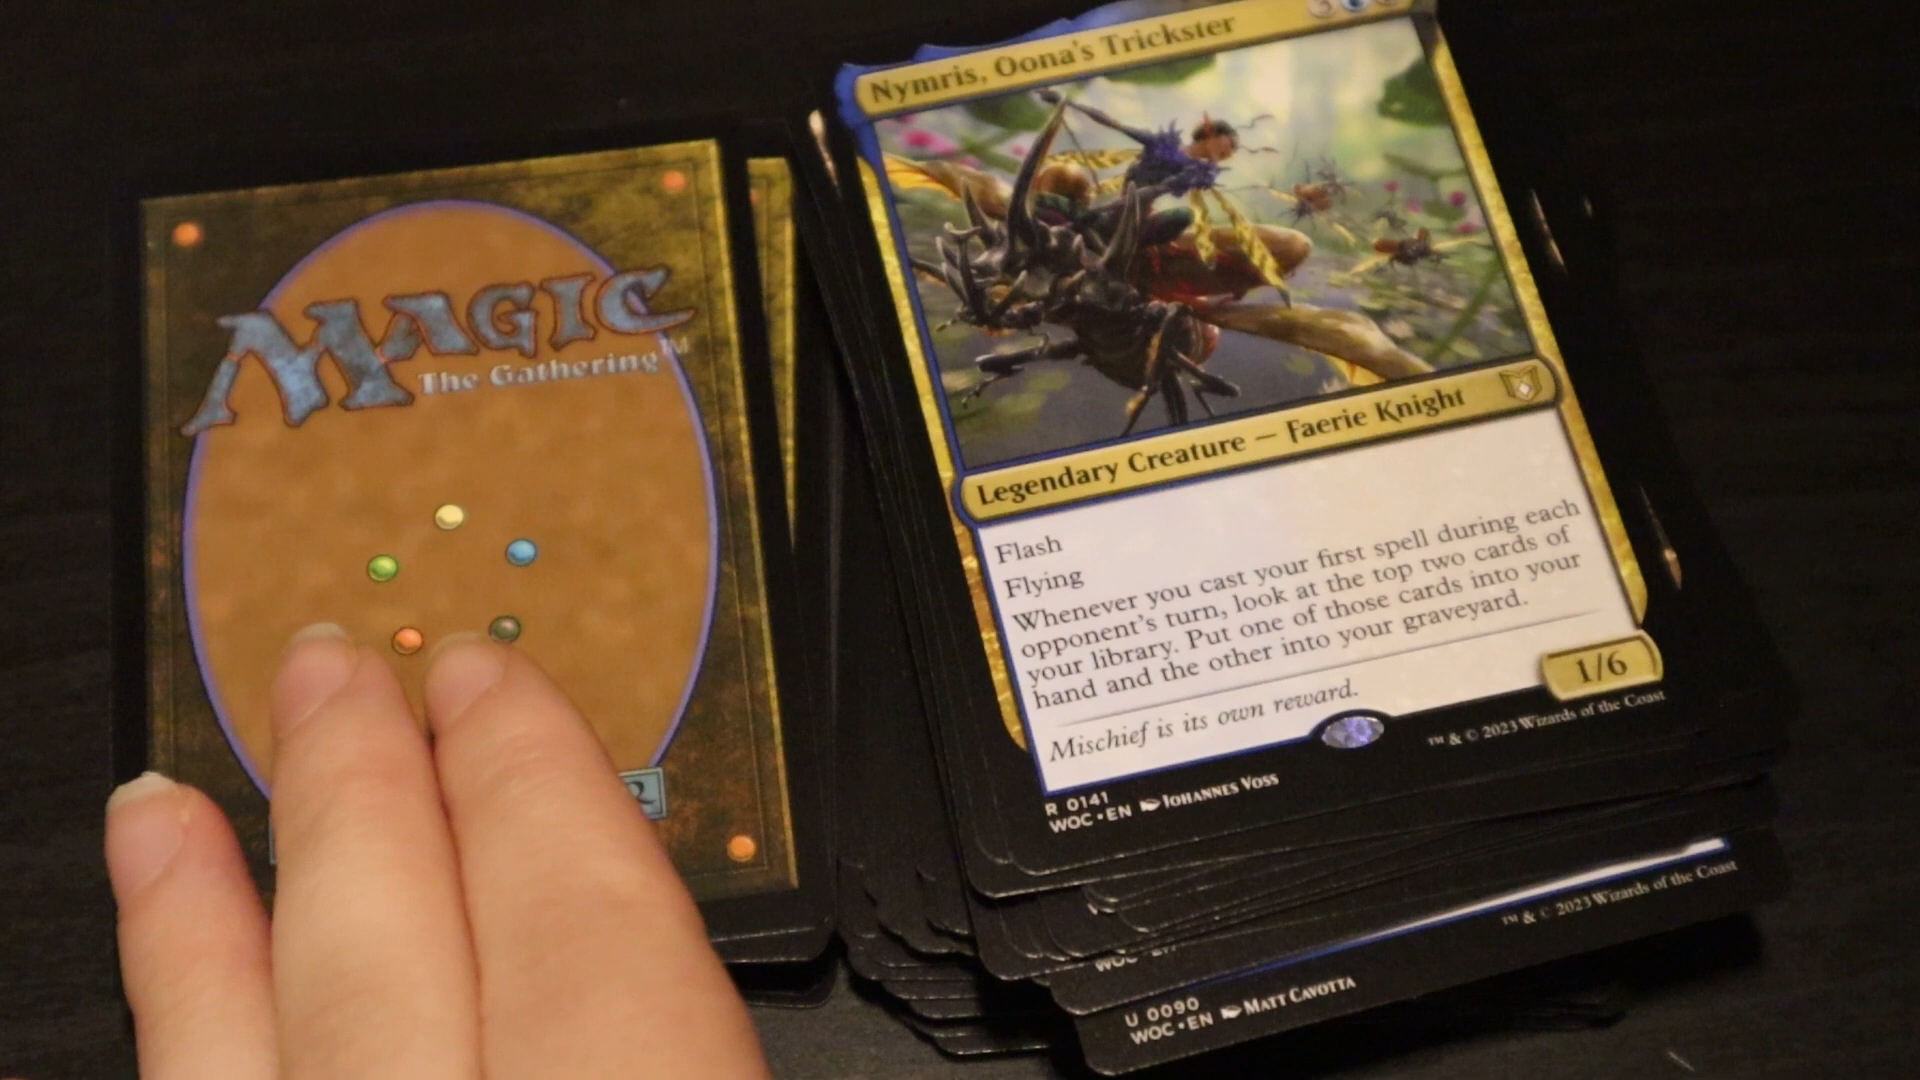 MAGIC
The Gathering™
R
Nymris, Oona's Trickster
3
Legendary Creature — Faerie Knight
Flash
Flying
Whenever you cast your first spell during each
opponent's turn, look at the top two cards of
your library. Put one of those cards into your
hand and the other into your graveyard.
Mischief is its own reward.
1/6
R 0141
WOC • EN Johannes Voss
™ & © 2023 Wizards of the Coast
WOC
™ & © 2023 Wizards of the Coast
U 0090
WOC • EN Matt Cavotta